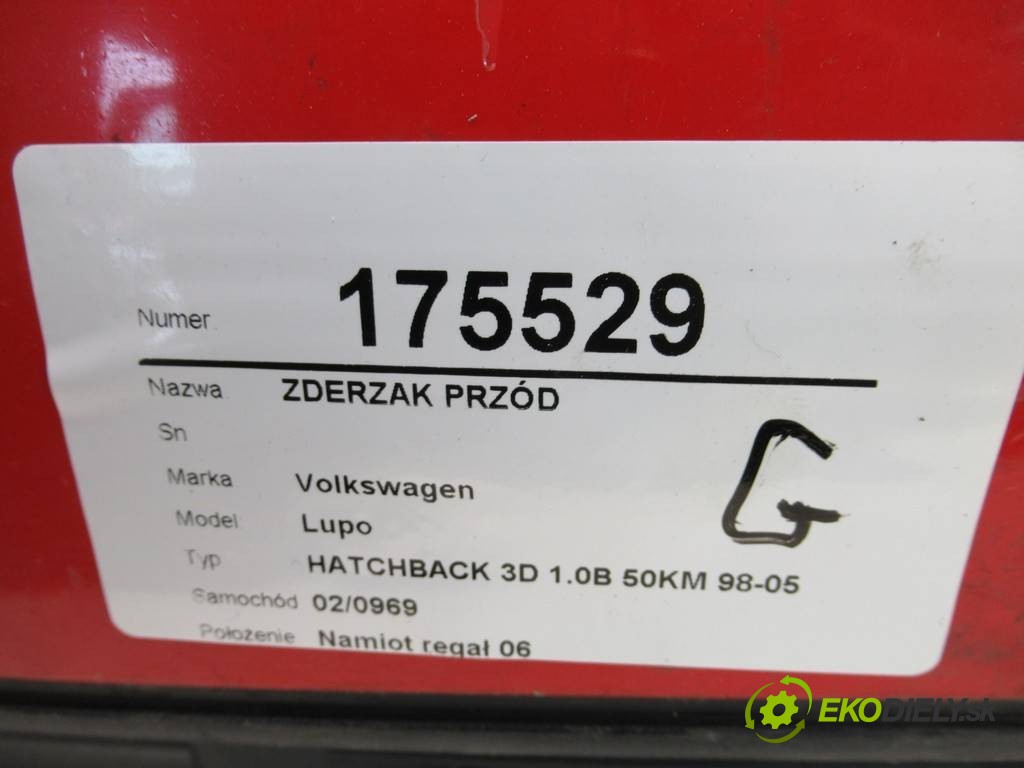 Numer 175529
Nazwa ZDERZAK PRZÓD
Sn
Marka Volkswagen
Model Lupo
Typ HATCHBACK 3D 1.0B 50KM 98-05
Samochód 02/0969
Położenie Namiot regał 06
G
EKODIELY.sk